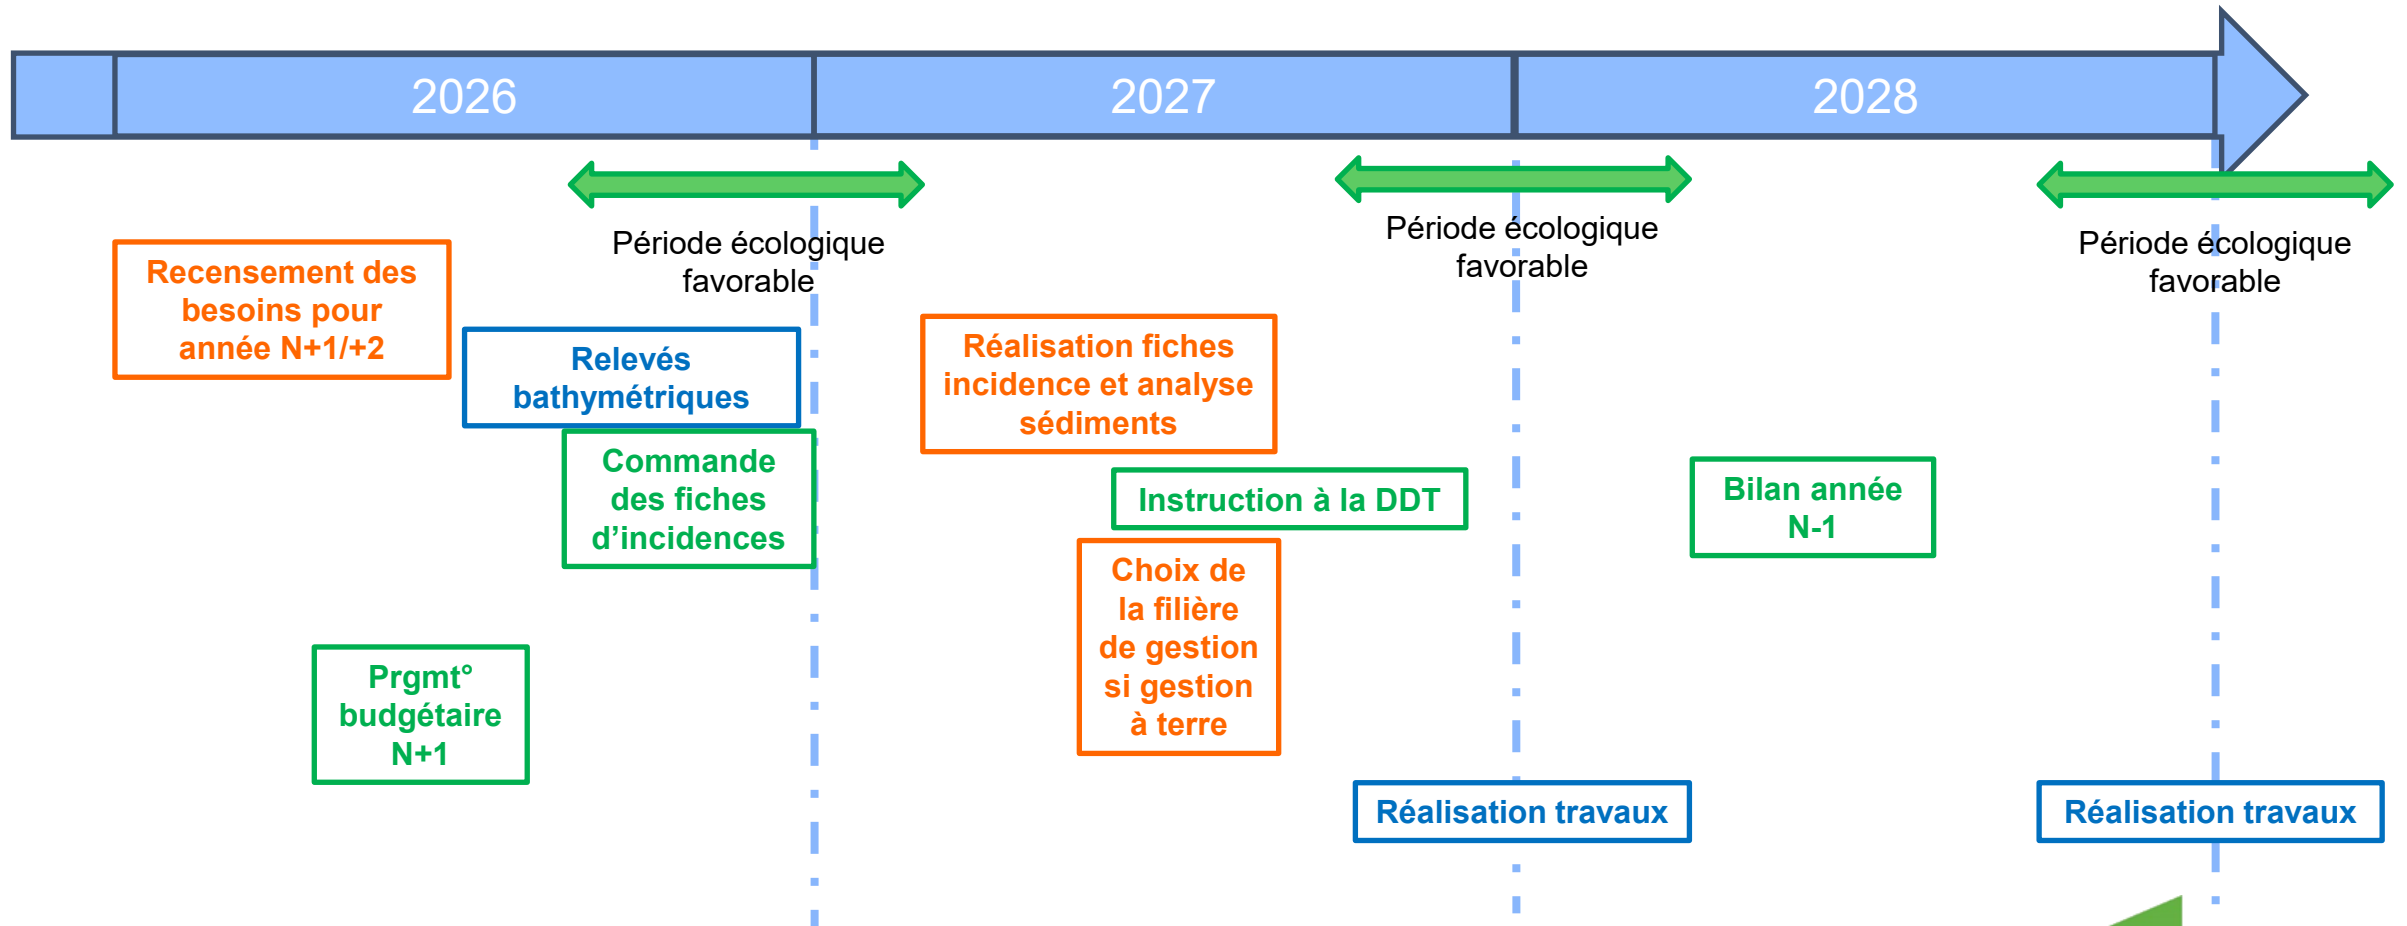 2026
2027
2028
Période écologique
favorable
Période écologique
favorable
Période écologique
favorable
Recensement des
besoins pour
année N+1/+2
Relevés
bathymétriques
Commande
des fiches
d’incidences
Prgmt°
budgétaire
N+1
Réalisation fiches
incidence et analyse
sédiments
Instruction à la DDT
Choix de
la filière
de gestion
si gestion
à terre
Bilan année
N-1
Réalisation travaux
Réalisation travaux